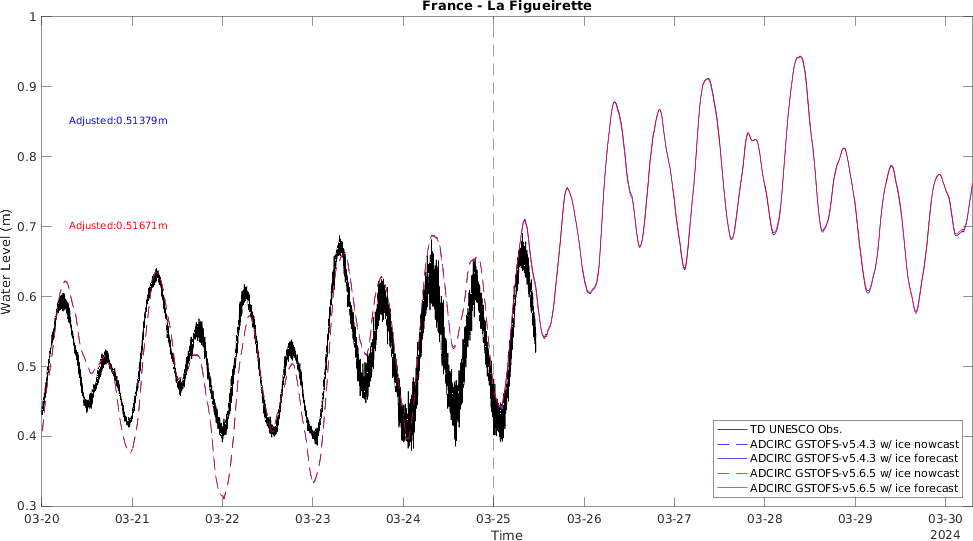 France - La Figueirette
1
0.9
0.8
0.7
0.6
0.5
0.4
0.3
Water Level (m)
Adjusted:0.51379m
Adjusted:0.51671m
TD UNESCO Obs.
ADCIRC GSTOFS-v5.4.3 w/ ice nowcast
ADCIRC GSTOFS-v5.4.3 w/ ice forecast
ADCIRC GSTOFS-v5.6.5 w/ ice nowcast
ADCIRC GSTOFS-v5.6.5 w/ ice forecast
03-20 03-21 03-22 03-23 03-24 03-25 03-26 03-27 03-28 03-29 03-30
Time
2024